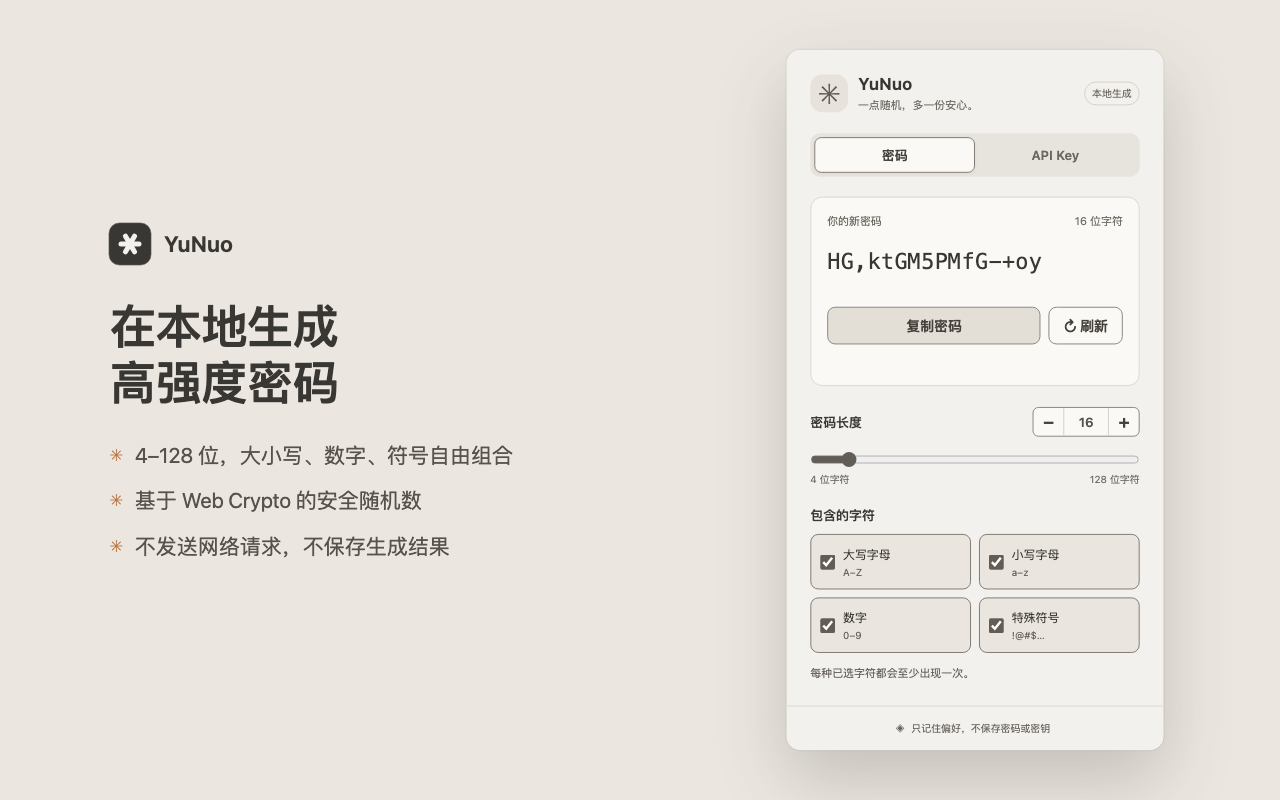 YuNuo
在本地生成
高强度密码
4–128 位，大小写、数字、符号自由组合
基于 Web Crypto 的安全随机数
不发送网络请求，不保存生成结果
YuNuo
一点随机，多一份安心。
本地生成
密码
API Key
你的新密码
16 位字符
HG,ktGM5PMfG−+oy
复制密码
↻ 刷新
密码长度
− 16 +
4 位字符
128 位字符
包含的字符
大写字母
A–Z
小写字母
a–z
数字
0–9
特殊符号
!@#$…
每种已选字符都会至少出现一次。
◈ 只记住偏好，不保存密码或密钥